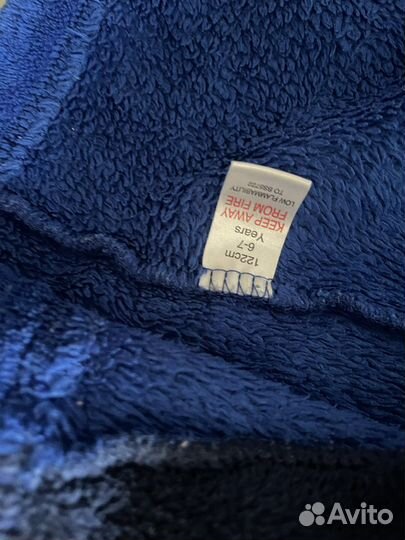 122cm
6-7
Years
KEEP AWAY
FROM FIRE
LOW FLAMMABILITY
TO BS5722
Avito